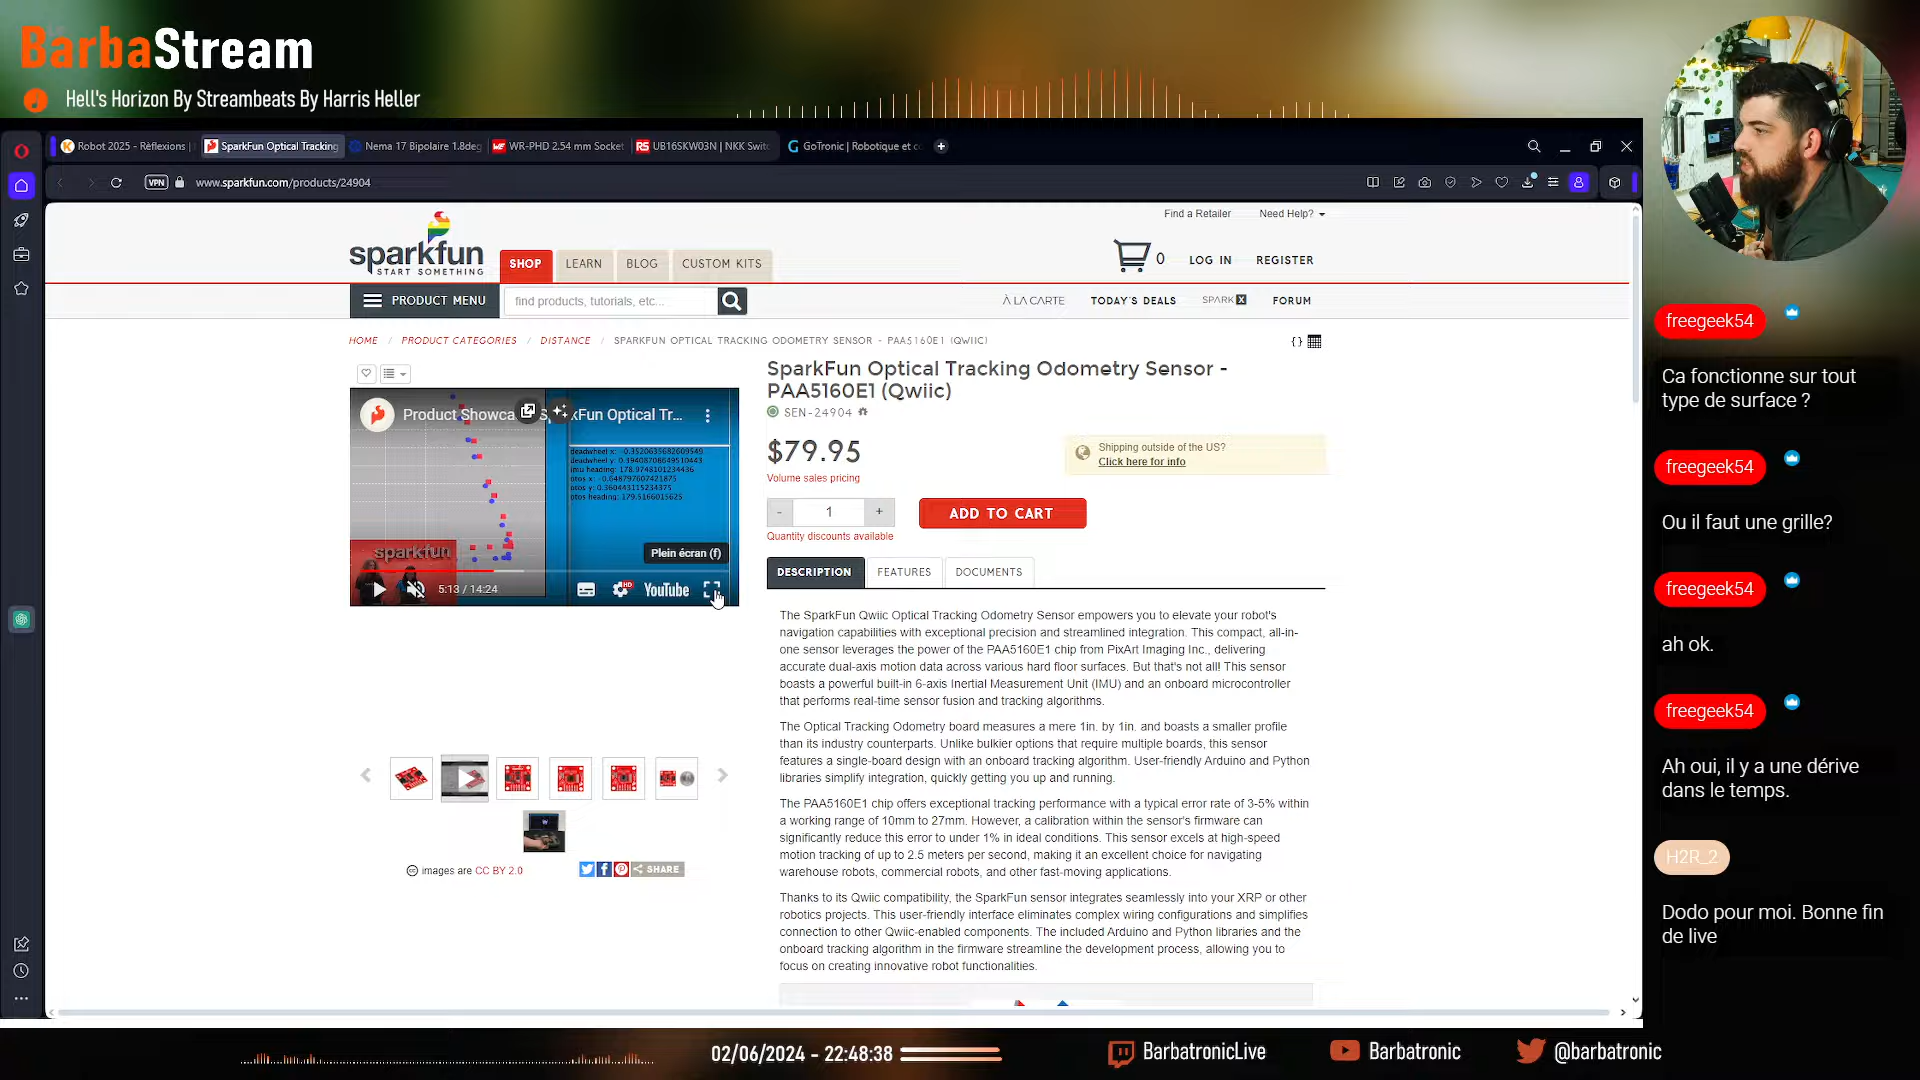 BarbaStream
Hell's Horizon By Streambeats By Harris Heller
Robot 2025 - Réflexions |
SparkFun Optical Tracking
Nema 17 Bipolaire 1.8deg
WR-PHD 2.54 mm Socket
UB16SKW03N | NKK Switc
GoTronic | Robotique et co
VPN
www.sparkfun.com/products/24904
Find a Retailer
Need Help?
sparkfun
START SOMETHING
SHOP
LEARN
BLOG
CUSTOM KITS
0
LOG IN
REGISTER
PRODUCT MENU
find products, tutorials, etc...
À LA CARTE
TODAY'S DEALS
SPARKX
FORUM
HOME / PRODUCT CATEGORIES / DISTANCE / SPARKFUN OPTICAL TRACKING ODOMETRY SENSOR - PAA5160E1 (QWIIC)
{ }
SparkFun Optical Tracking Odometry Sensor -
PAA5160E1 (Qwiic)
SEN-24904
$79.95
Volume sales pricing
Shipping outside of the US?
Click here for info
- 1 +
ADD TO CART
Quantity discounts available
Product Showca
Fun Optical Tr...
deadwheel x: -0.3520635682609549
imu heading: 178.9748101234436
otos heading: 179.5166015625
sparkfun
Plein écran (f)
5:13 / 14:24
HD
YouTube
DESCRIPTION
FEATURES
DOCUMENTS
The SparkFun Qwiic Optical Tracking Odometry Sensor empowers you to elevate your robot's
navigation capabilities with exceptional precision and streamlined integration. This compact, all-in-
one sensor leverages the power of the PAA5160E1 chip from PixArt Imaging Inc., delivering
accurate dual-axis motion data across various hard floor surfaces. But that's not all! This sensor
boasts a powerful built-in 6-axis Inertial Measurement Unit (IMU) and an onboard microcontroller
that performs real-time sensor fusion and tracking algorithms.
The Optical Tracking Odometry board measures a mere 1in. by 1in. and boasts a smaller profile
than its industry counterparts. Unlike bulkier options that require multiple boards, this sensor
features a single-board design with an onboard tracking algorithm. User-friendly Arduino and Python
libraries simplify integration, quickly getting you up and running.
The PAA5160E1 chip offers exceptional tracking performance with a typical error rate of 3-5% within
a working range of 10mm to 27mm. However, a calibration within the sensor's firmware can
significantly reduce this error to under 1% in ideal conditions. This sensor excels at high-speed
motion tracking of up to 2.5 meters per second, making it an excellent choice for navigating
warehouse robots, commercial robots, and other fast-moving applications.
Thanks to its Qwiic compatibility, the SparkFun sensor integrates seamlessly into your XRP or other
robotics projects. This user-friendly interface eliminates complex wiring configurations and simplifies
connection to other Qwiic-enabled components. The included Arduino and Python libraries and the
onboard tracking algorithm in the firmware streamline the development process, allowing you to
focus on creating innovative robot functionalities.
images are CC BY 2.0
SHARE
freegeek54
Ca fonctionne sur tout
type de surface ?
freegeek54
Ou il faut une grille?
freegeek54
ah ok.
freegeek54
Ah oui, il y a une dérive
dans le temps.
H2R_2
Dodo pour moi. Bonne fin
de live
02/06/2024 - 22:48:38
BarbatronicLive
Barbatronic
@barbatronic